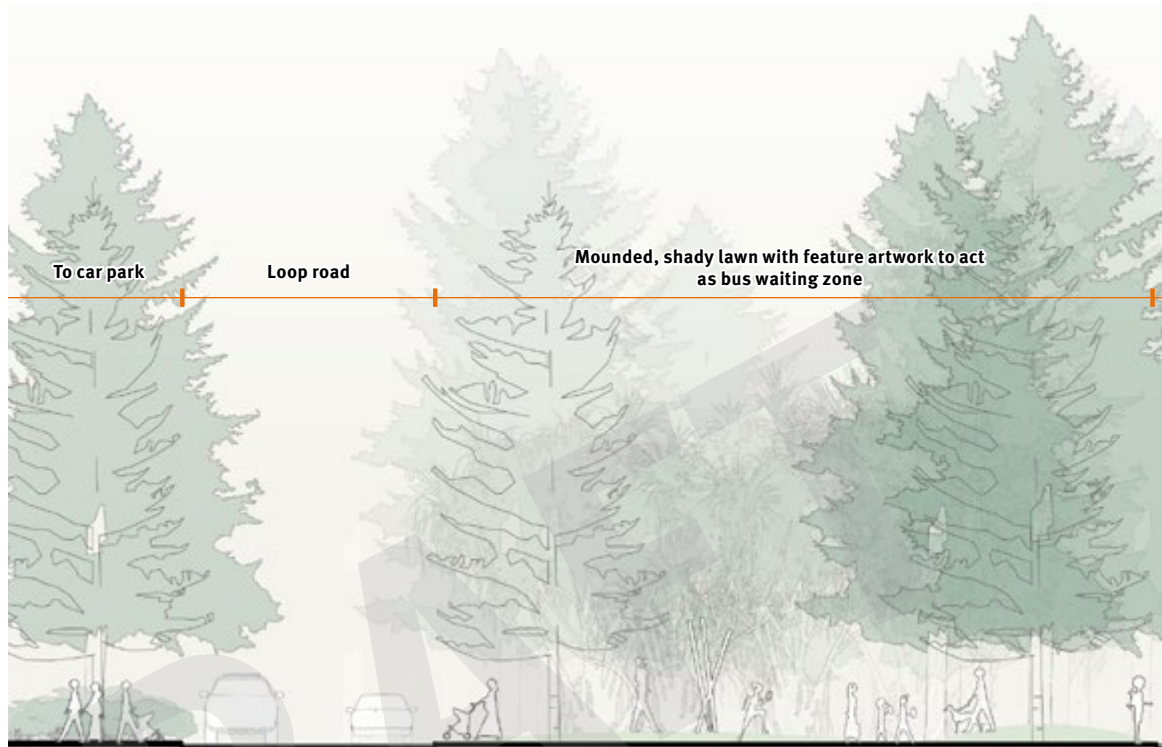 To car park
Loop road
Mounded, shady lawn with feature artwork to act
as bus waiting zone